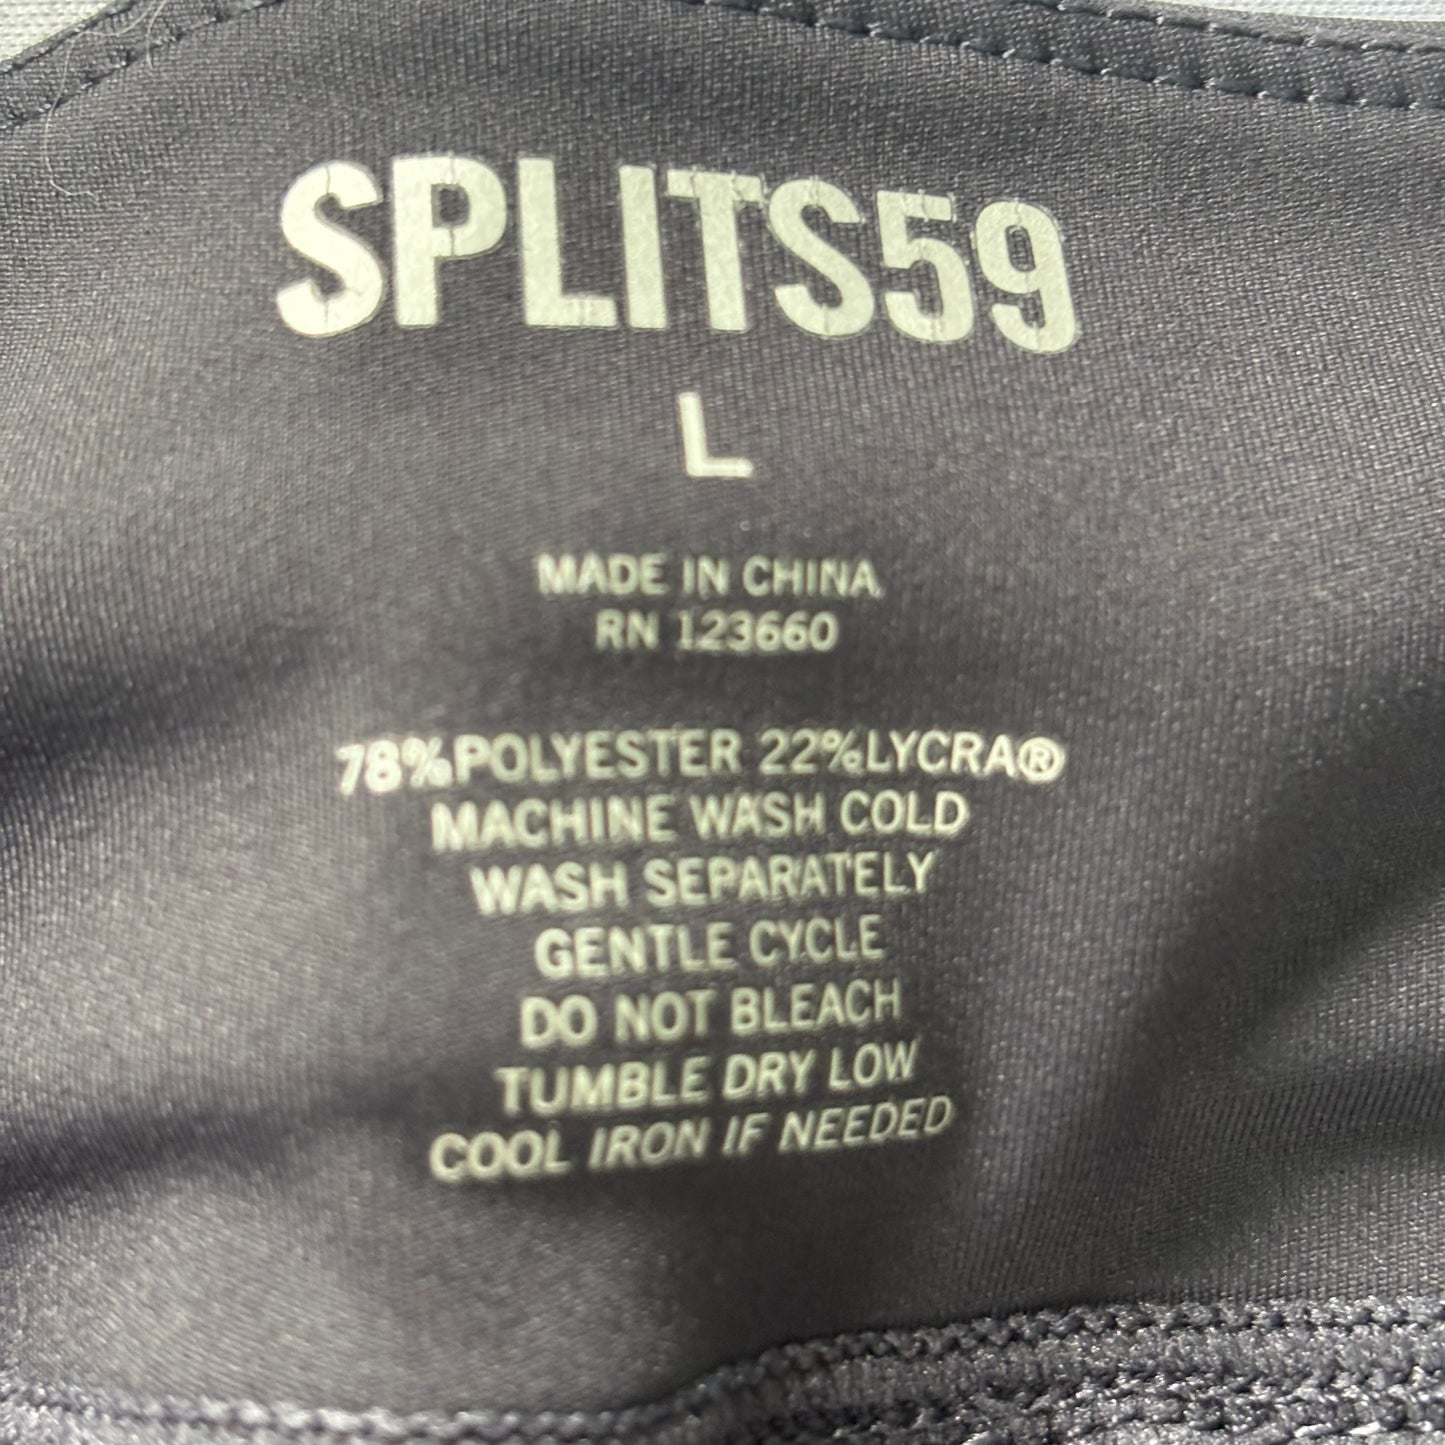 SPLITS59
L
MADE IN CHINA
RN 123660
78%POLYESTER 22%LYCRA®
MACHINE WASH COLD
WASH SEPARATELY
GENTLE CYCLE
DO NOT BLEACH
TUMBLE DRY LOW
COOL IRON IF NEEDED